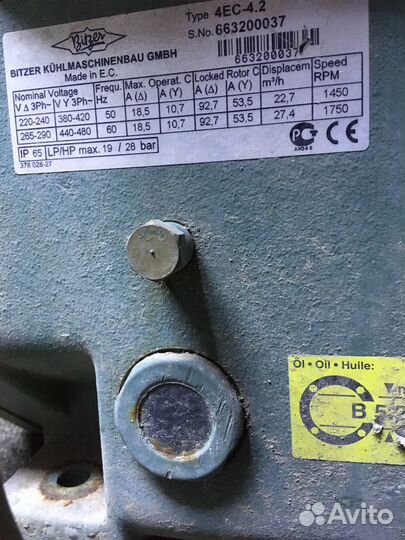 Bitzer
Type 4EC-4.2
S.No. 663200037
663200037
BITZER KÜHLMASCHINENBAU GMBH
Made in E.C.
Nominal Voltage Frequ. Max. Operat. C Locked Rotor C Displacem Speed
V Δ 3Ph~ V Y 3Ph~ Hz A (Δ) A (Y) A (Δ) A (Y) m³/h RPM
220-240 380-420 50 18,5 10,7 92,7 53,5 22,7 1450
265-290 440-480 60 18,5 10,7 92,7 53,5 27,4 1750
IP 65 LP/HP max. 19 / 28 bar
378 028-27
Öl • Oil • Huile:
B
Avito